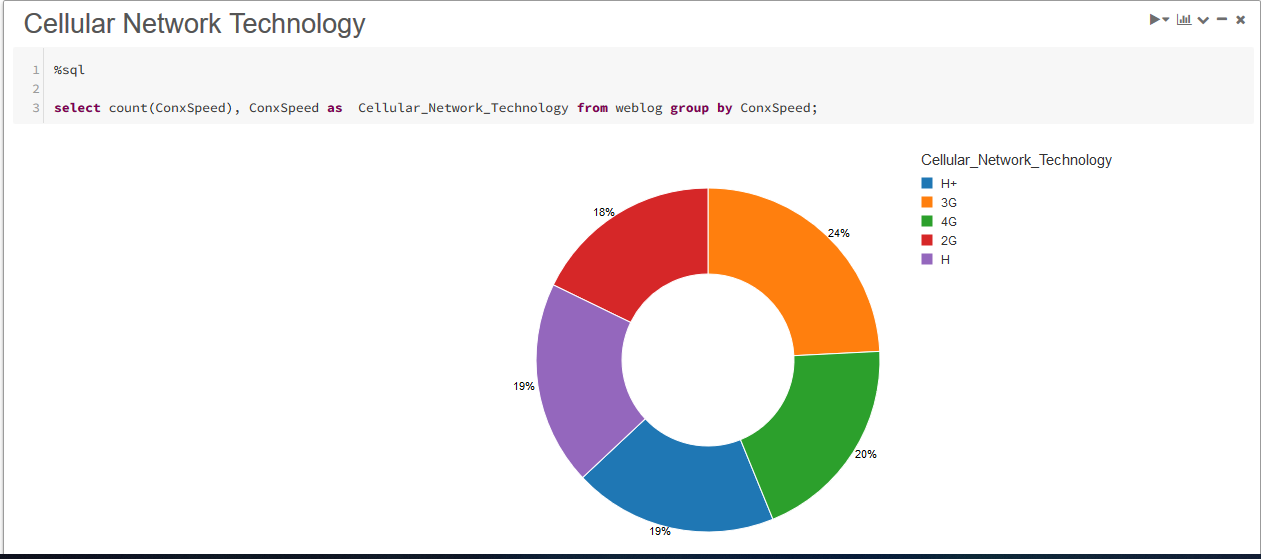 Cellular Network Technology
1 %sql
2
3 select count(ConxSpeed), ConxSpeed as  Cellular_Network_Technology from weblog group by ConxSpeed;
Cellular_Network_Technology
H+
3G
4G
2G
H
18%
24%
19%
20%
19%